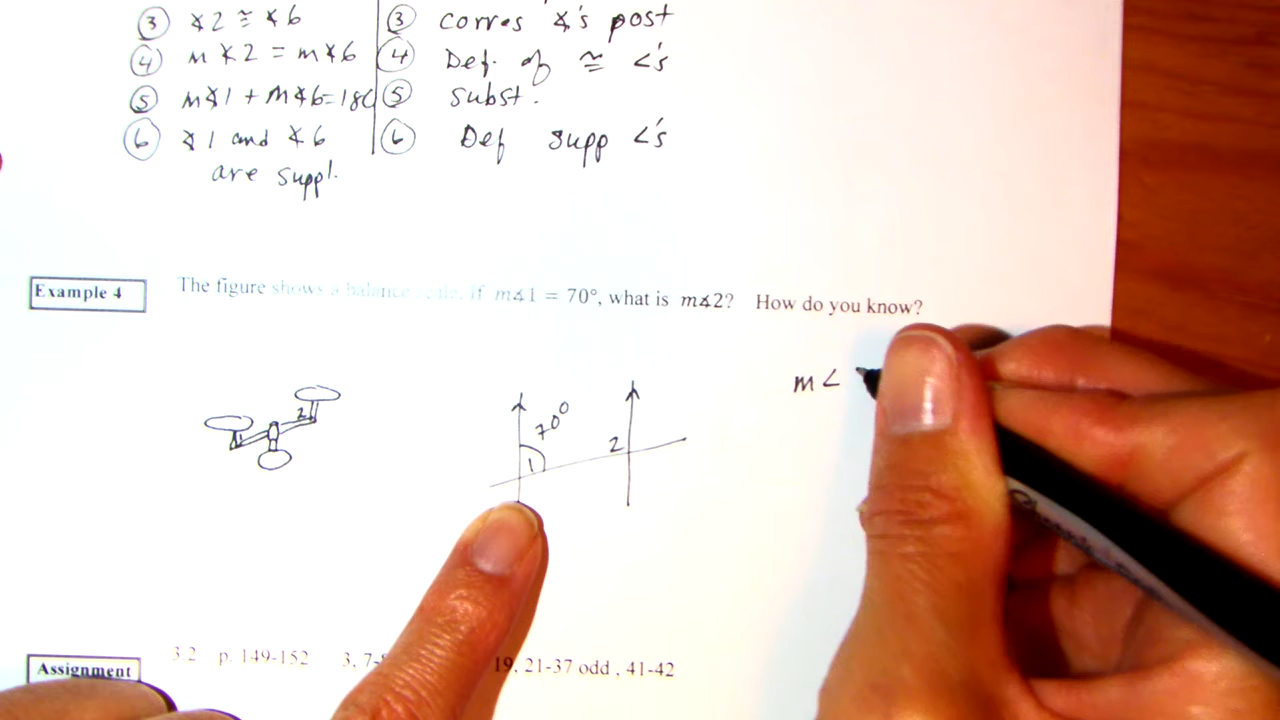 ③ ∡2 ≅ ∡6 ③ corres ∡'s post
④ m∡2 = m∡6 ④ Def. of ≅ ∠'s
⑤ m∡1 + m∡6=180 ⑤ subst.
⑥ ∡1 and ∡6 ⑥ Def supp ∠'s
are suppl.
Example 4 The figure shows a balance scale. If m∡1 = 70°, what is m∡2? How do you know?
m∠
2
70°
2
1
1
Assignment 3.2 p. 149-152 3, 7- 19, 21-37 odd , 41-42